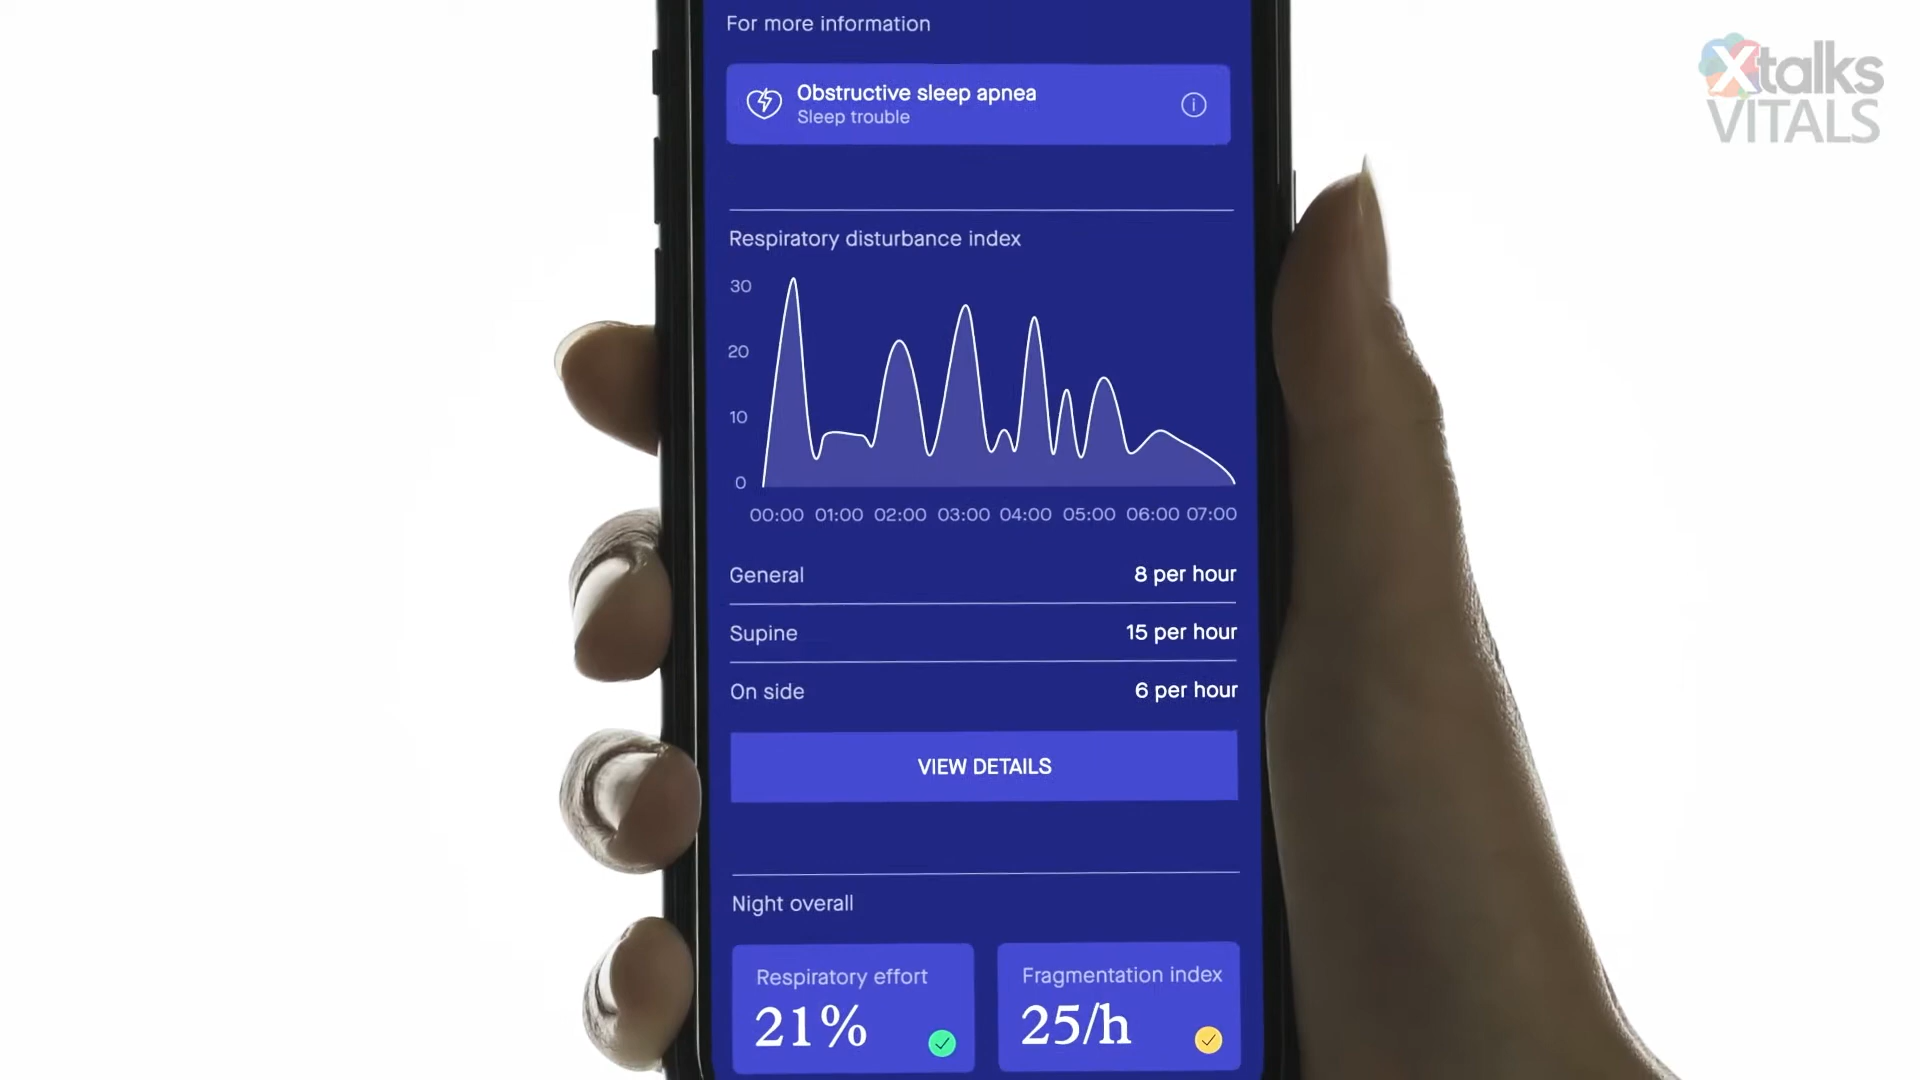 For more information
Xtalks
VITALS
Obstructive sleep apnea
Sleep trouble
Respiratory disturbance index
30
20
10
0
00:00 01:00 02:00 03:00 04:00 05:00 06:00 07:00
General 8 per hour
Supine 15 per hour
On side 6 per hour
VIEW DETAILS
Night overall
Respiratory effort
21%
Fragmentation index
25/h